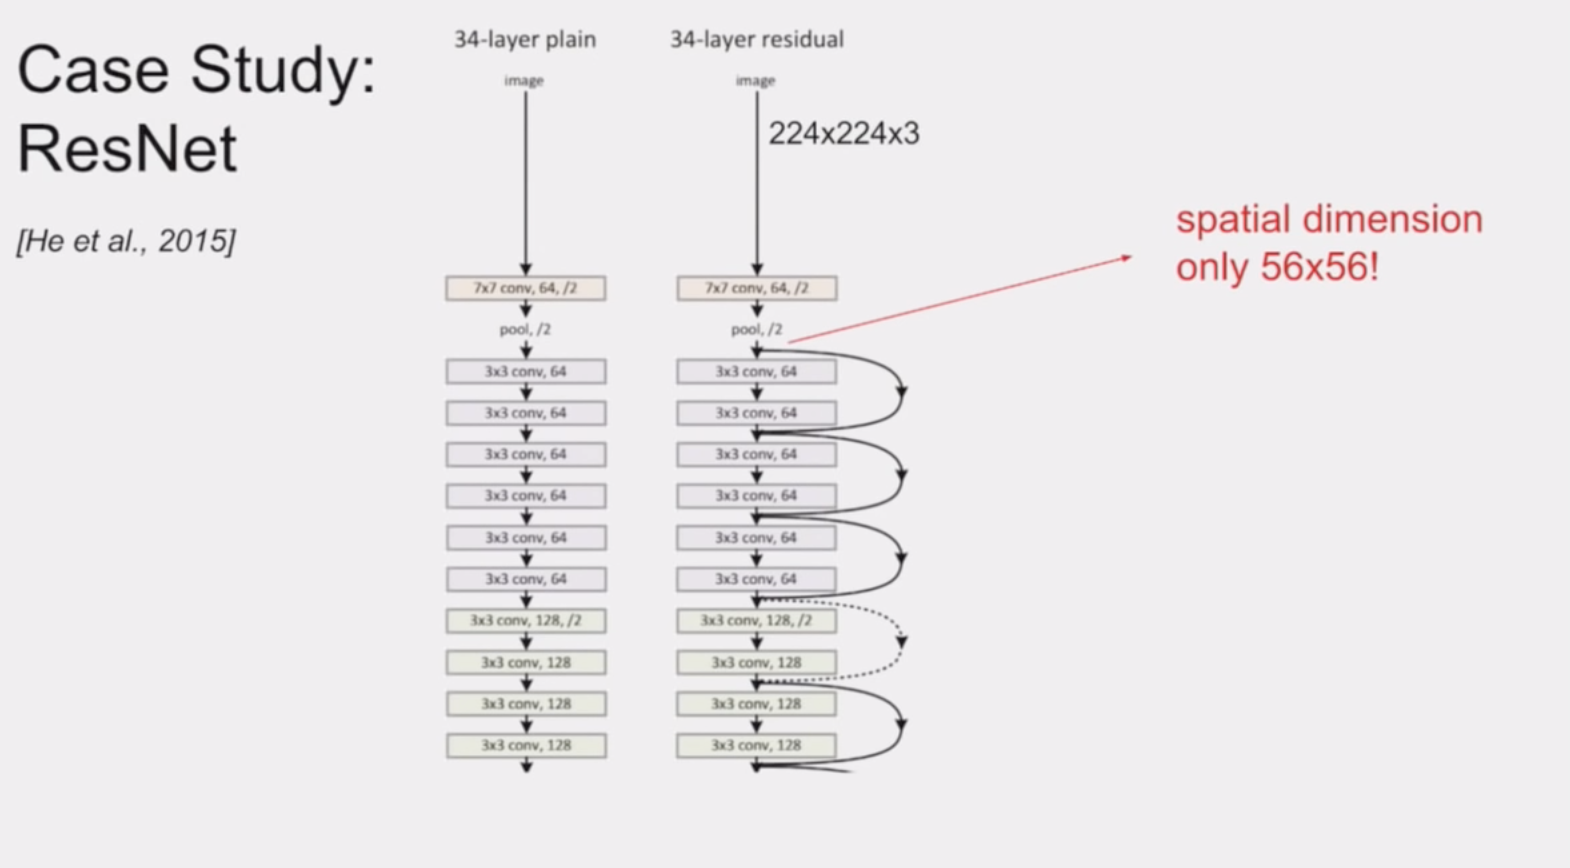 Case Study:
ResNet
[He et al., 2015]
34-layer plain
image
7x7 conv, 64, /2
pool, /2
3x3 conv, 64
3x3 conv, 64
3x3 conv, 64
3x3 conv, 64
3x3 conv, 64
3x3 conv, 64
3x3 conv, 128, /2
3x3 conv, 128
3x3 conv, 128
3x3 conv, 128
34-layer residual
image
224x224x3
7x7 conv, 64, /2
pool, /2
3x3 conv, 64
3x3 conv, 64
3x3 conv, 64
3x3 conv, 64
3x3 conv, 64
3x3 conv, 64
3x3 conv, 128, /2
3x3 conv, 128
3x3 conv, 128
3x3 conv, 128
spatial dimension
only 56x56!